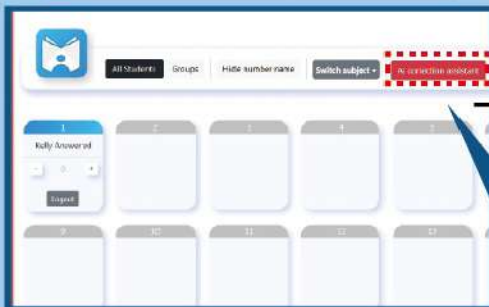 All Students Groups Hide number name Switch subject AI correction assistant
1 2 3 4 5
Kelly Answered
- 0 +
Logout
9 10 11 12 13